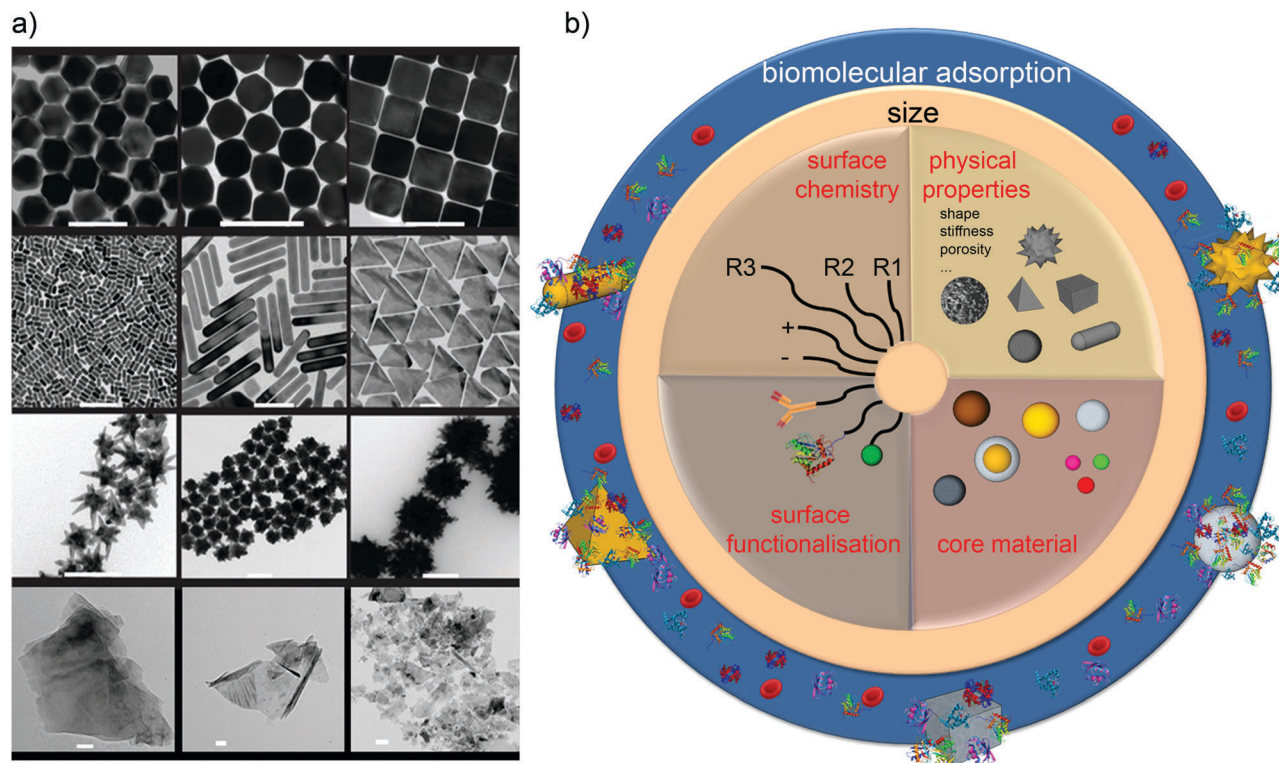 a)
b)
biomolecular adsorption
size
surface
chemistry
physical
properties
shape
stiffness
porosity
...
R3
R2
R1
+
-
surface
functionalisation
core material